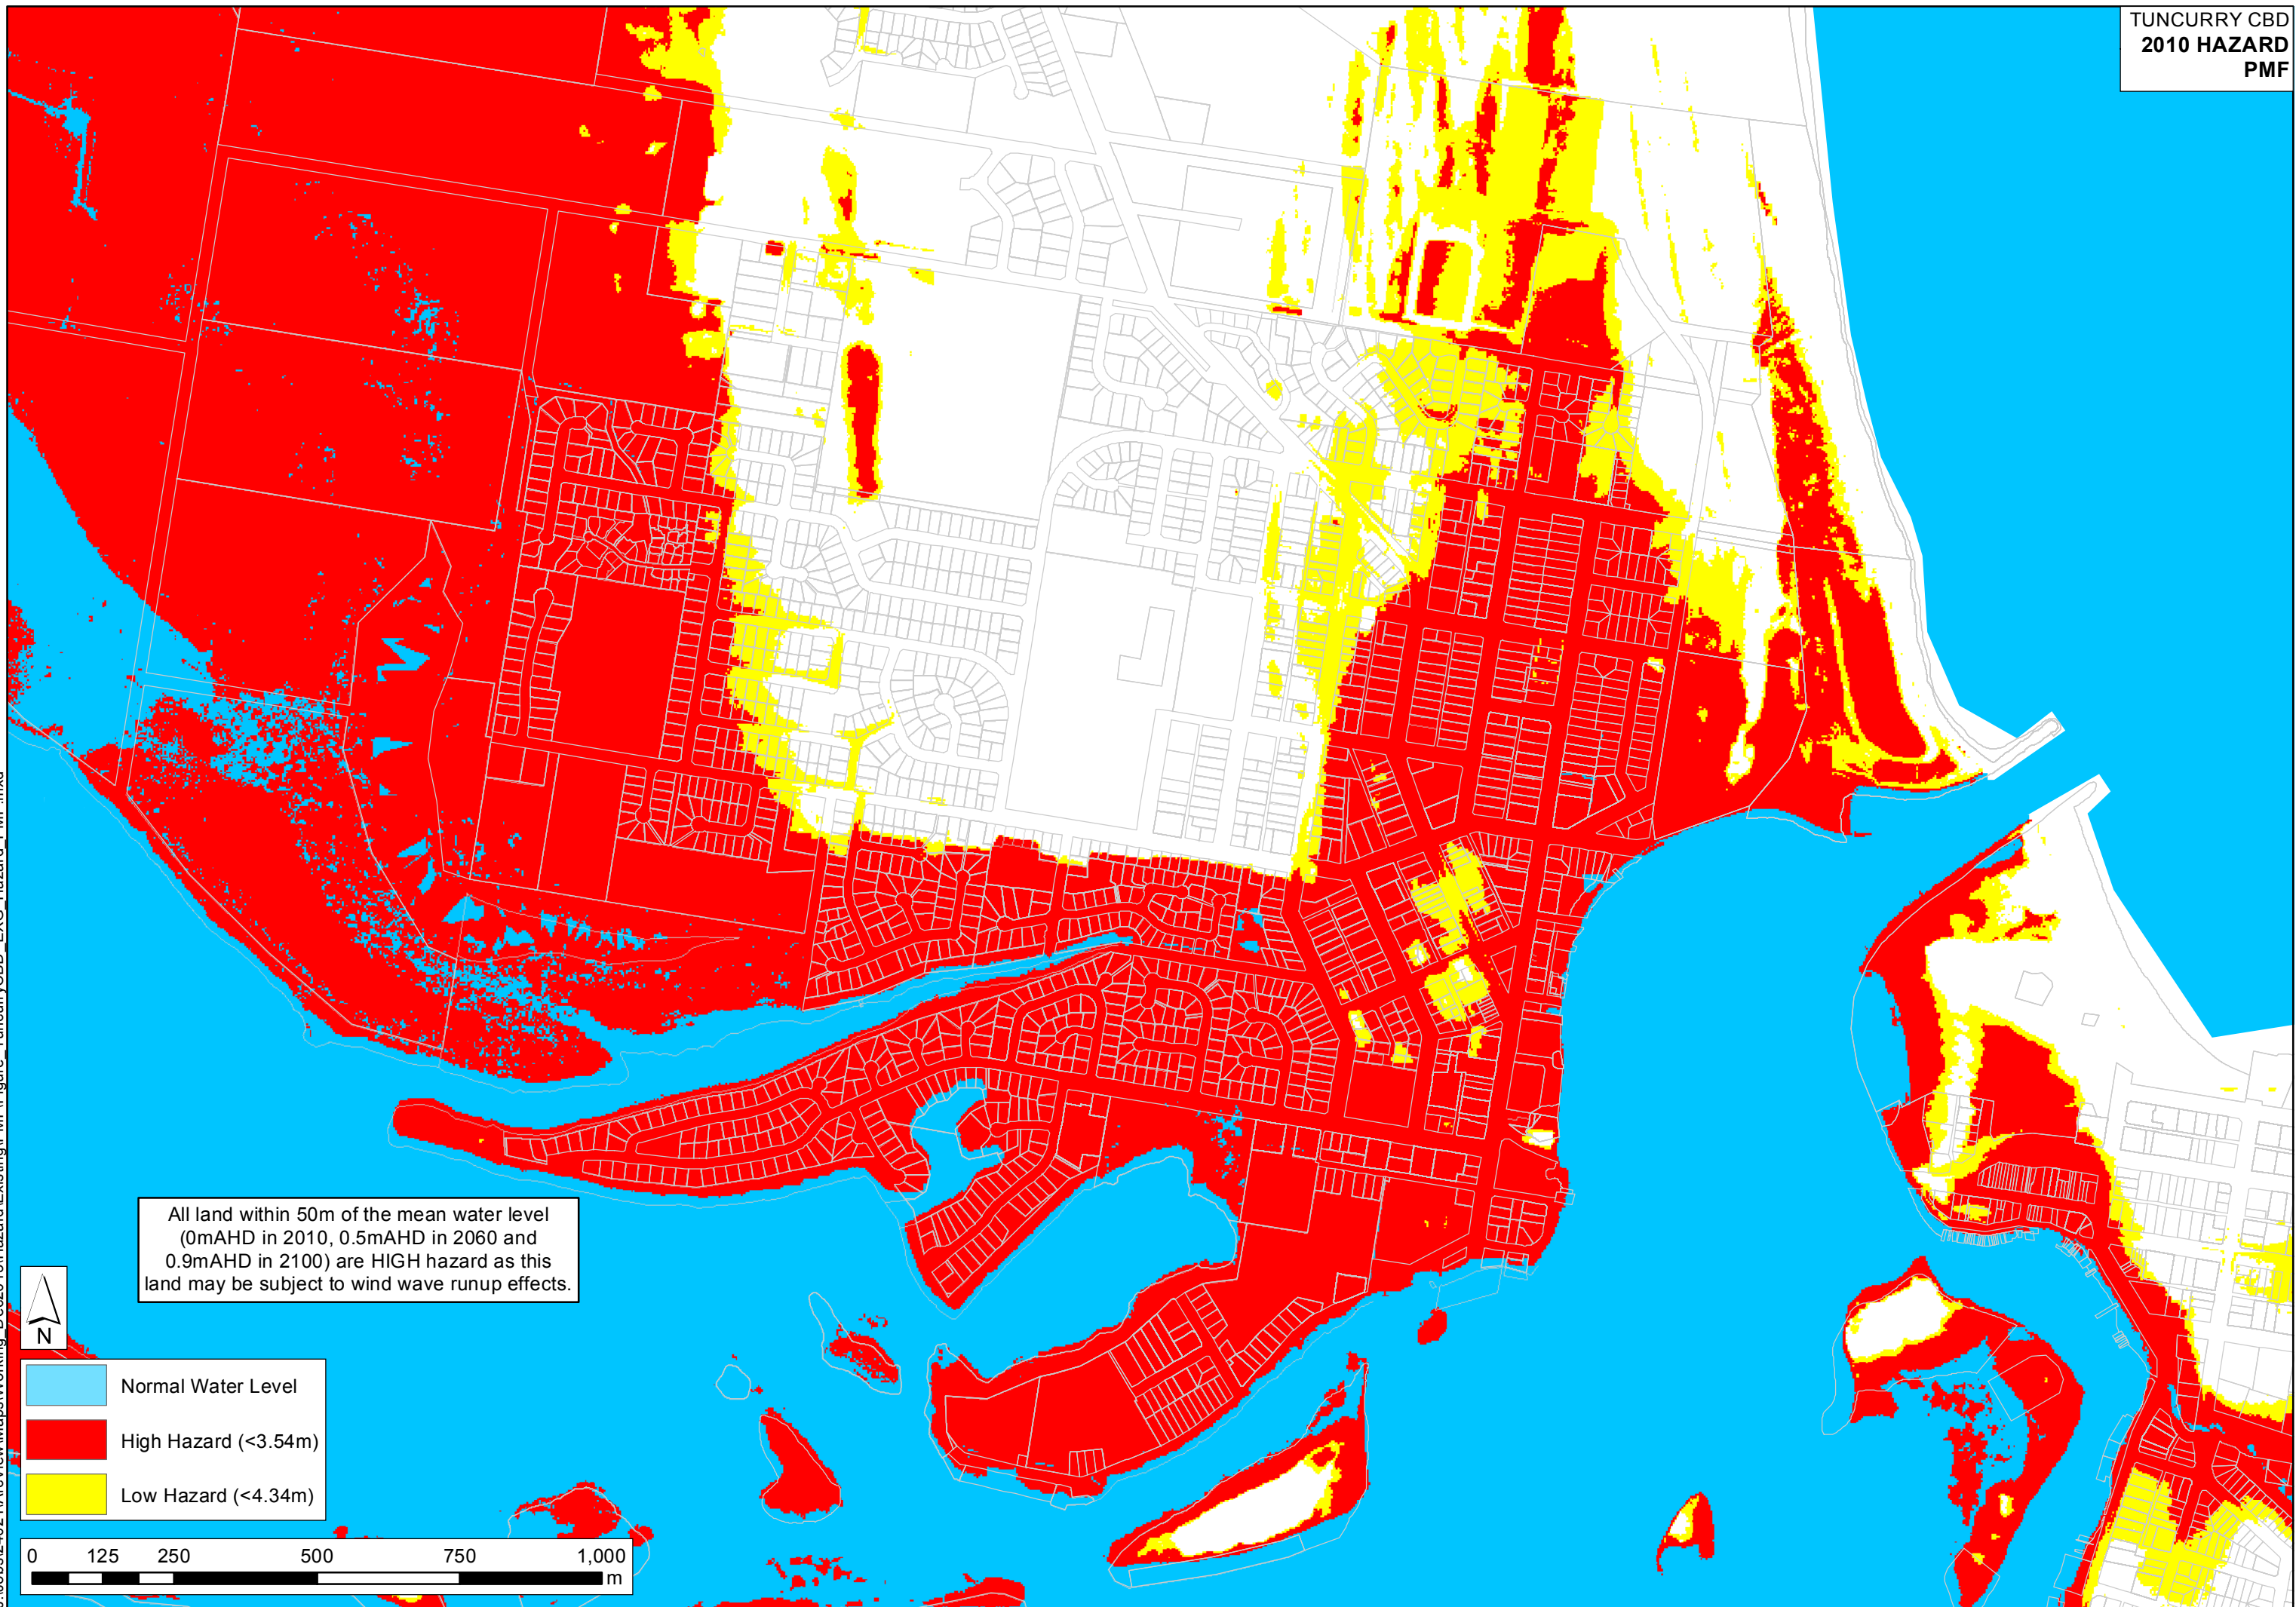 TUNCURRY CBD
2010 HAZARD
PMF
All land within 50m of the mean water level
(0mAHD in 2010, 0.5mAHD in 2060 and
0.9mAHD in 2100) are HIGH hazard as this
land may be subject to wind wave runup effects.
N
Normal Water Level
High Hazard (<3.54m)
Low Hazard (<4.34m)
0 125 250 500 750 1,000
m